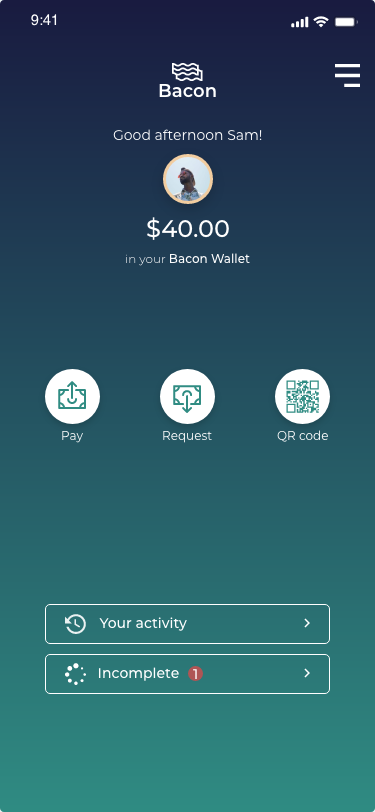 9:41
Bacon
Good afternoon Sam!
$40.00
in your Bacon Wallet
Pay
Request
QR code
Your activity
Incomplete 1